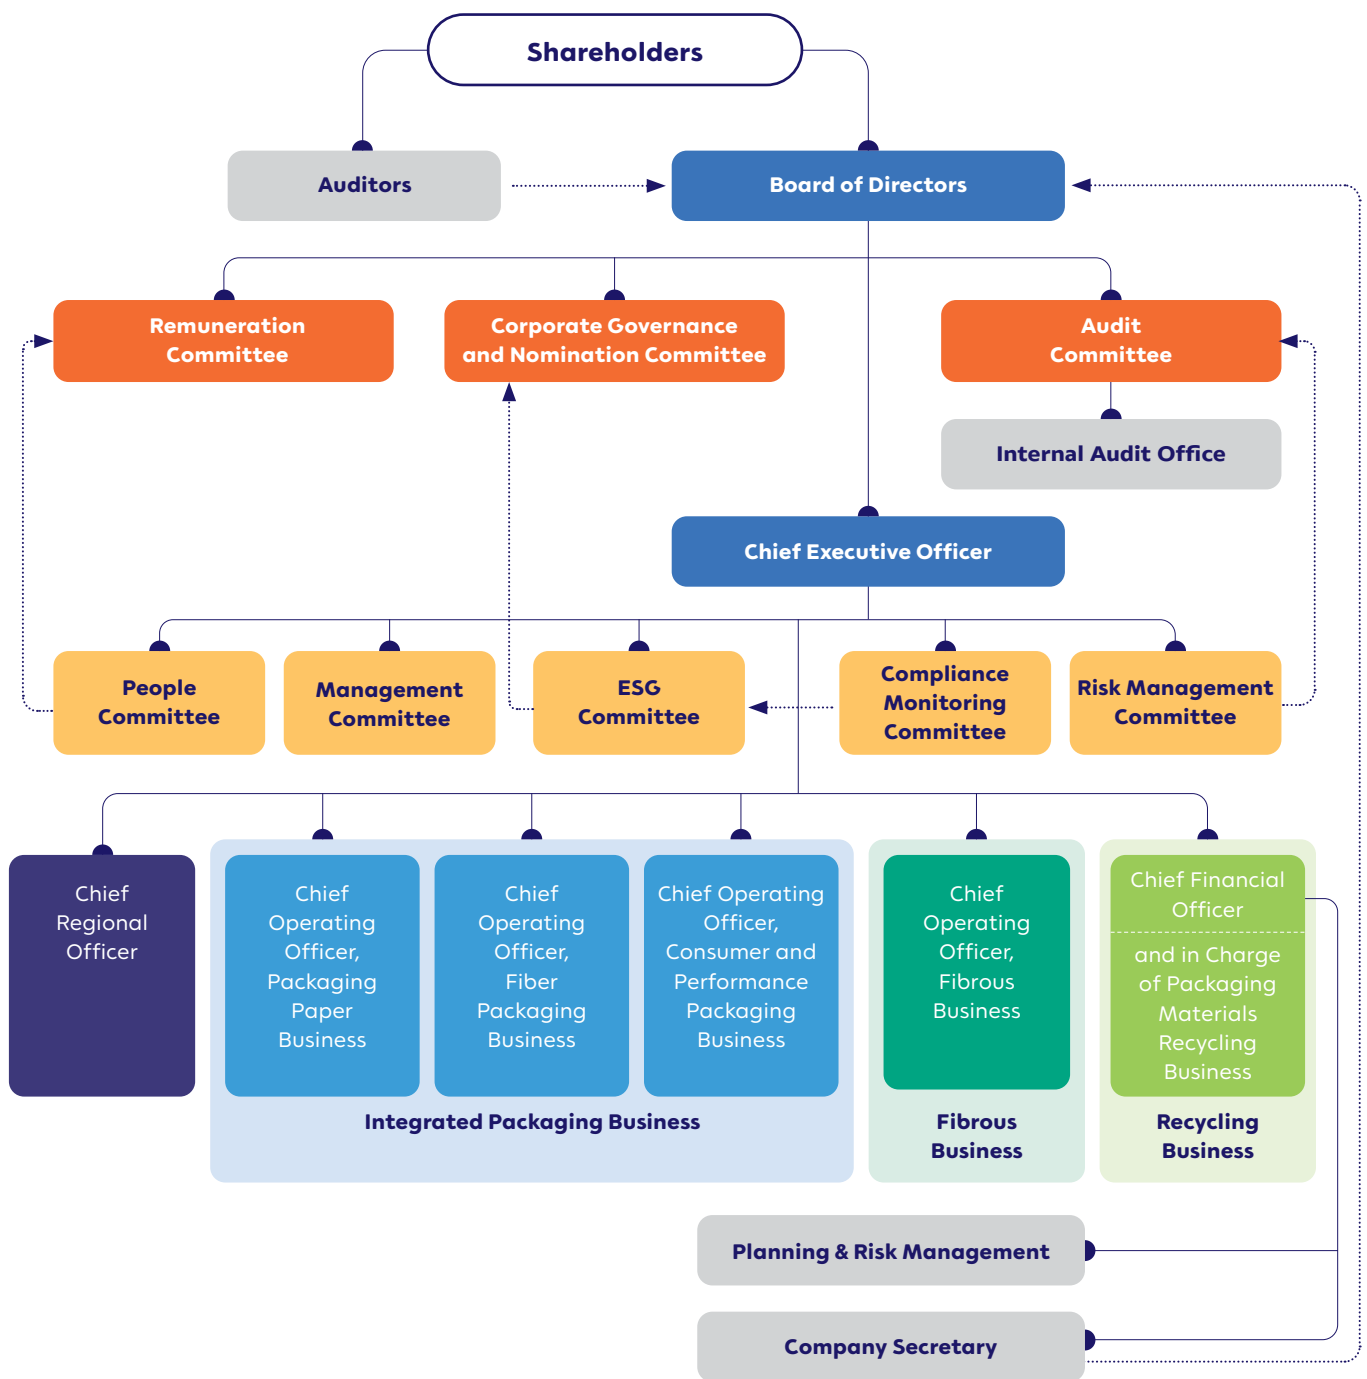 Shareholders
Auditors
Board of Directors
Remuneration
Committee
Corporate Governance
and Nomination Committee
Audit
Committee
Internal Audit Office
Chief Executive Officer
People
Committee
Management
Committee
ESG
Committee
Compliance
Monitoring
Committee
Risk Management
Committee
Chief
Regional
Officer
Chief
Operating
Officer,
Packaging
Paper
Business
Chief
Operating
Officer,
Fiber
Packaging
Business
Chief Operating
Officer,
Consumer and
Performance
Packaging
Business
Chief
Operating
Officer,
Fibrous
Business
Chief Financial
Officer
and in Charge
of Packaging
Materials
Recycling
Business
Integrated Packaging Business
Fibrous
Business
Recycling
Business
Planning & Risk Management
Company Secretary